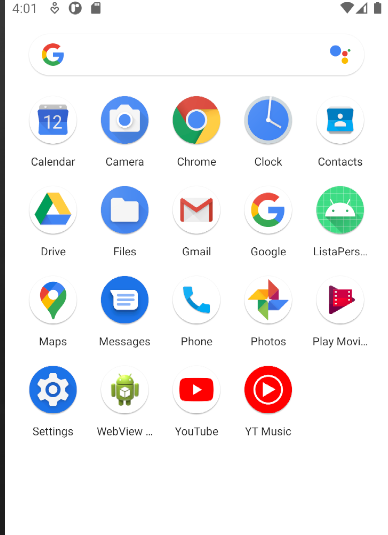 4:01
12
Calendar Camera Chrome Clock Contacts
Drive Files Gmail Google ListaPers...
Maps Messages Phone Photos Play Movi...
Settings WebView ... YouTube YT Music